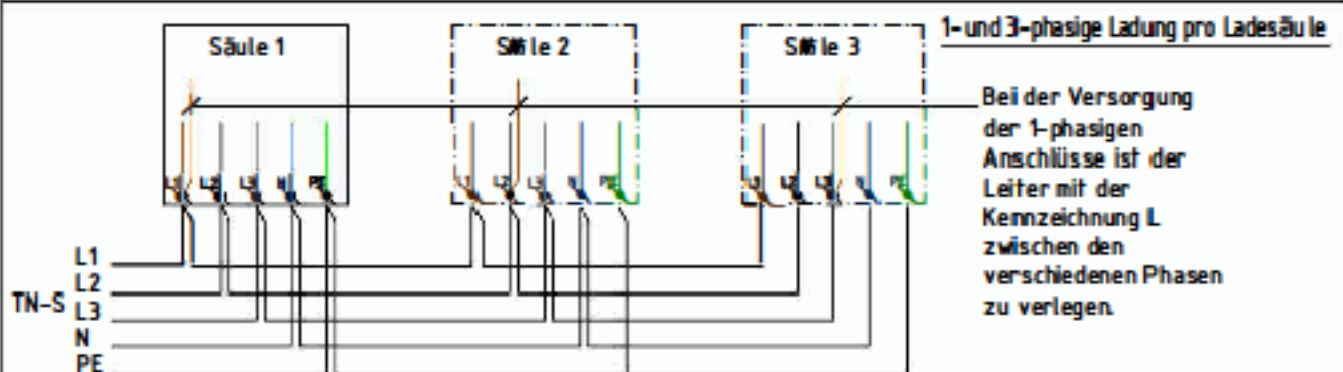 Säule 1
Säule 2
Säule 3
1-und 3-phasige Ladung pro Ladesäule
Bei der Versorgung
der 1-phasigen
Anschlüsse ist der
Leiter mit der
Kennzeichnung L
zwischen den
verschiedenen Phasen
zu verlegen.
L1 L2 L3 N PE
L1 L2 L3 N PE
L1 L2 L3 N PE
L1
L2
TN-S
L3
N
PE